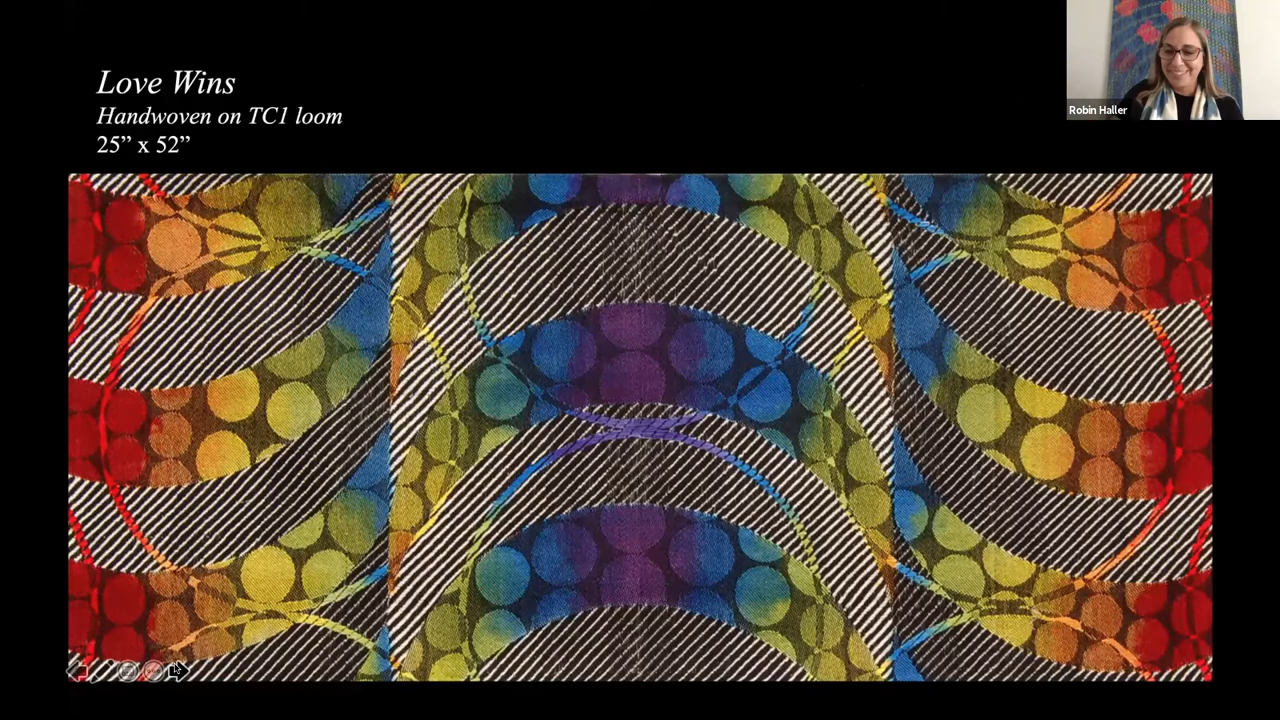 Love Wins
Handwoven on TC1 loom
25” x 52”
Robin Haller